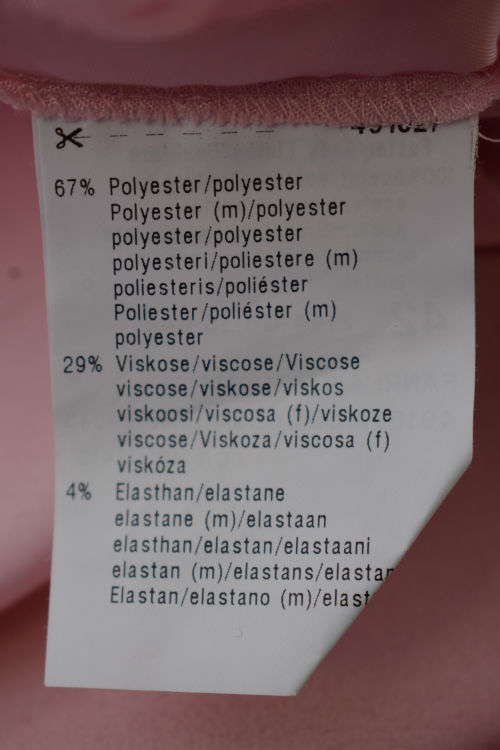 67% Polyester/polyester
Polyester (m)/polyester
polyester/polyester
polyesteri/poliestere (m)
poliesteris/poliéster
Poliester/poliéster (m)
polyester
29% Viskose/viscose/Viscose
viscose/viskose/viskos
viskoosi/viscosa (f)/viskoze
viscose/Viskoza/viscosa (f)
viskóza
4% Elasthan/elastane
elastane (m)/elastaan
elasthan/elastan/elastaani
elastan (m)/elastans/elastan
Elastan/elastano (m)/elast